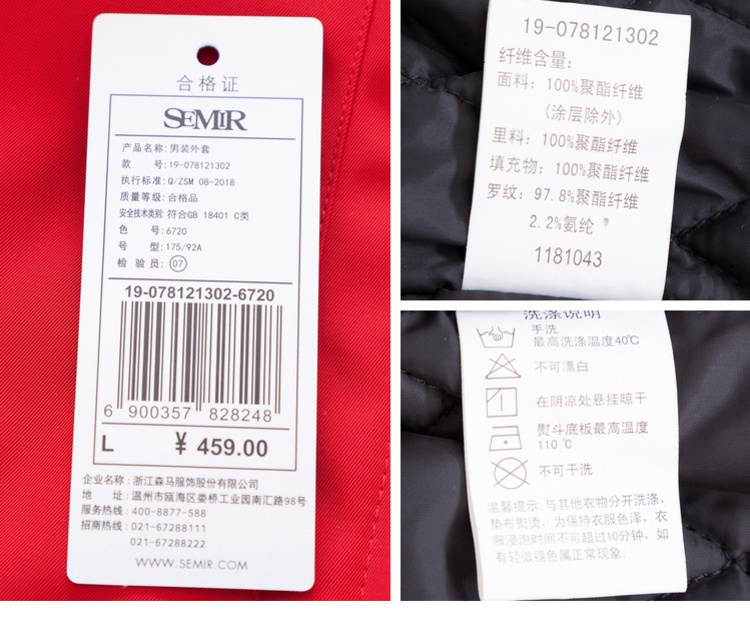 合格证
SEMIR
产品名称:男装外套
款 号:19-078121302
执行标准:Q/ZSM 08-2018
质量等级:合格品
安全技术类别:符合GB 18401 C类
色 号:6720
号 型:175/92A
检 验 员:07
19-078121302-6720
6 900357 828248
L ¥ 459.00
企业名称:浙江森马服饰股份有限公司
地 址:温州市瓯海区娄桥工业园南汇路98号
服务热线:400-8877-588
招商热线:021-67288111
021-67288222
WWW.SEMIR.COM
19-078121302
纤维含量:
面料: 100%聚酯纤维
(涂层除外)
里料: 100%聚酯纤维
填充物: 100%聚酯纤维
罗纹: 97.8%聚酯纤维
2.2%氨纶
1181043
洗涤说明
手洗
最高洗涤温度40℃
不可漂白
在阴凉处悬挂晾干
熨斗底板最高温度
110℃
不可干洗
温馨提示:与其他衣物分开洗涤,
垫布熨烫,为保持衣服色泽,衣
服浸泡时间不可超过10分钟,如
有轻微褪色属正常现象.